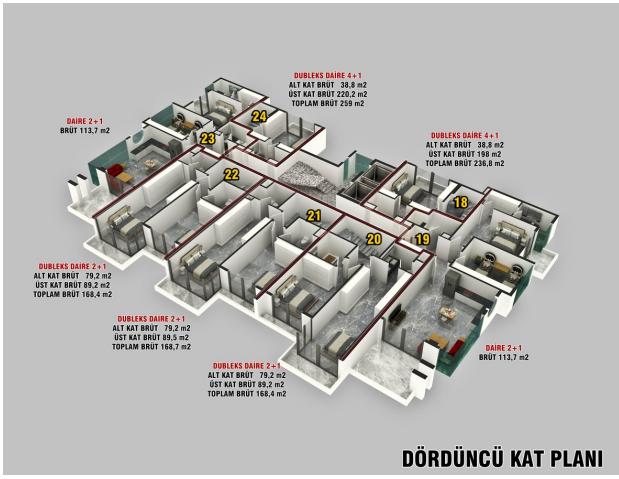 DUBLEKS DAİRE 4+1
ALT KAT BRÜT 38,8 m2
ÜST KAT BRÜT 220,2 m2
TOPLAM BRÜT 259 m2
DAİRE 2+1
BRÜT 113,7 m2
24
23
DUBLEKS DAİRE 4+1
ALT KAT BRÜT 38,8 m2
ÜST KAT BRÜT 198 m2
TOPLAM BRÜT 236,8 m2
22
18
21
20
19
DUBLEKS DAİRE 2+1
ALT KAT BRÜT 79,2 m2
ÜST KAT BRÜT 89,2 m2
TOPLAM BRÜT 168,4 m2
DUBLEKS DAİRE 2+1
ALT KAT BRÜT 79,2 m2
ÜST KAT BRÜT 89,5 m2
TOPLAM BRÜT 168,7 m2
DAİRE 2+1
BRÜT 113,7 m2
DUBLEKS DAİRE 2+1
ALT KAT BRÜT 79,2 m2
ÜST KAT BRÜT 89,2 m2
TOPLAM BRÜT 168,4 m2
DÖRDÜNCÜ KAT PLANI